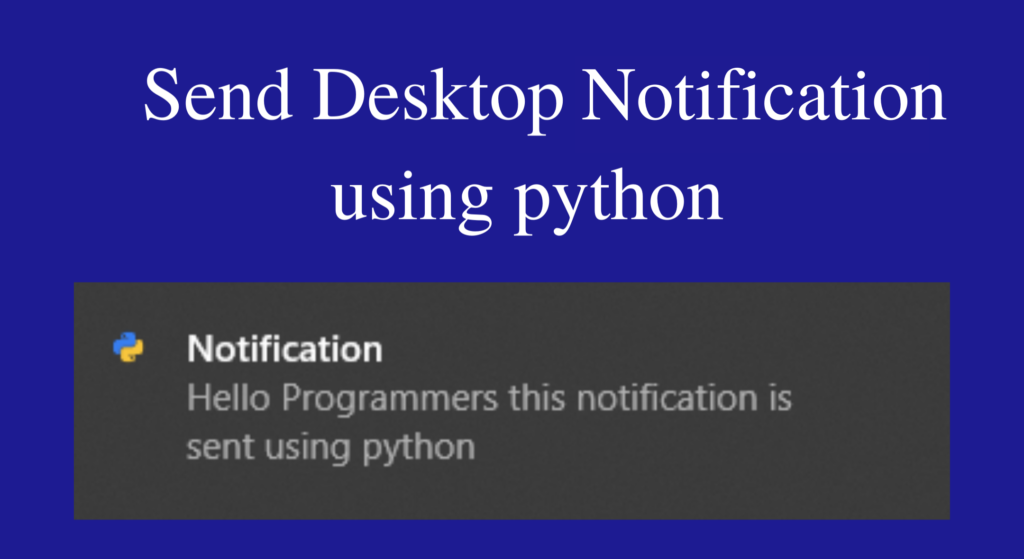 Send Desktop Notification
using python
Notification
Hello Programmers this notification is
sent using python